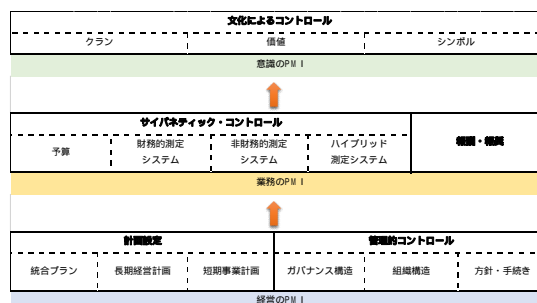 文化によるコントロール
クラン 価値 シンボル
意識のPMI
サイバネティック・コントロール
予算 財務的測定 非財務的測定 ハイブリッド
システム システム 測定システム
報酬・報奨
業務のPMI
計画設定 管理的コントロール
統合プラン 長期経営計画 短期事業計画 ガバナンス構造 組織構造 方針・手続き
経営のPMI